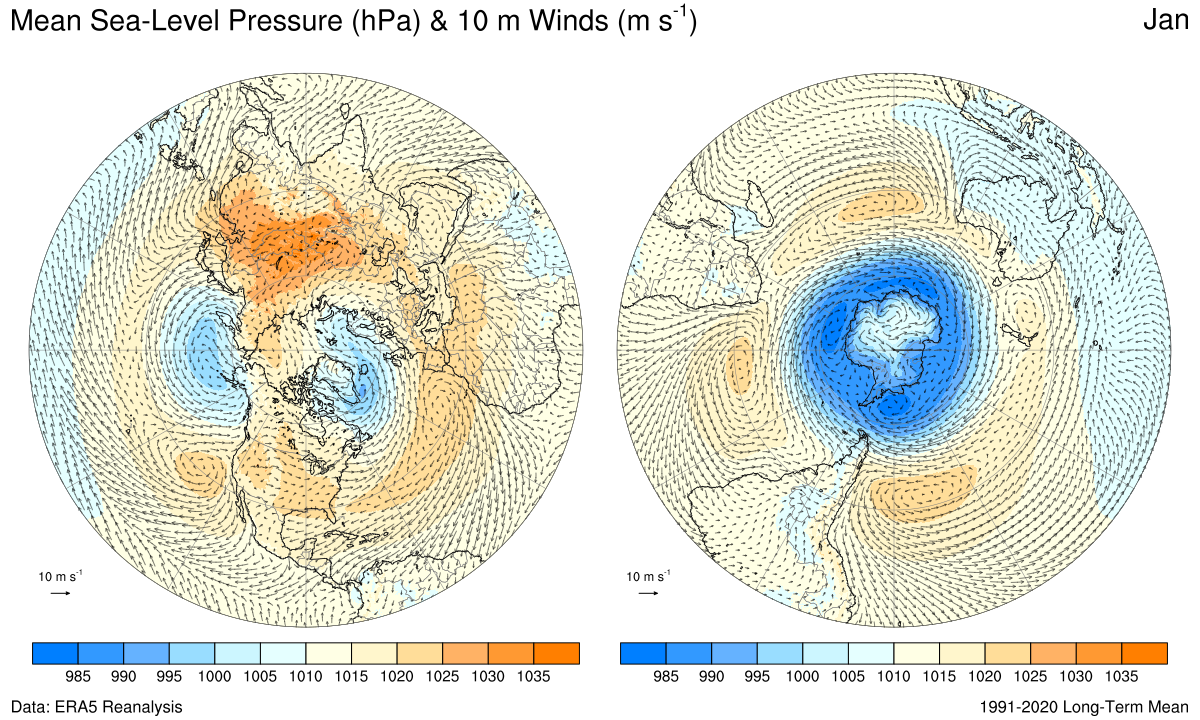 Mean Sea-Level Pressure (hPa) & 10 m Winds (m s⁻¹) Jan
10 m s⁻¹ 10 m s⁻¹
985 990 995 1000 1005 1010 1015 1020 1025 1030 1035 985 990 995 1000 1005 1010 1015 1020 1025 1030 1035
Data: ERA5 Reanalysis 1991-2020 Long-Term Mean